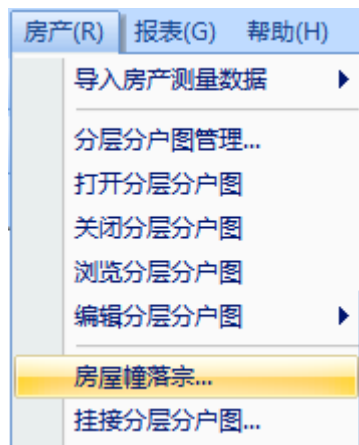 房产(R) 报表(G) 帮助(H)
导入房产测量数据
分层分户图管理...
打开分层分户图
关闭分层分户图
浏览分层分户图
编辑分层分户图
房屋幢落宗...
挂接分层分户图...